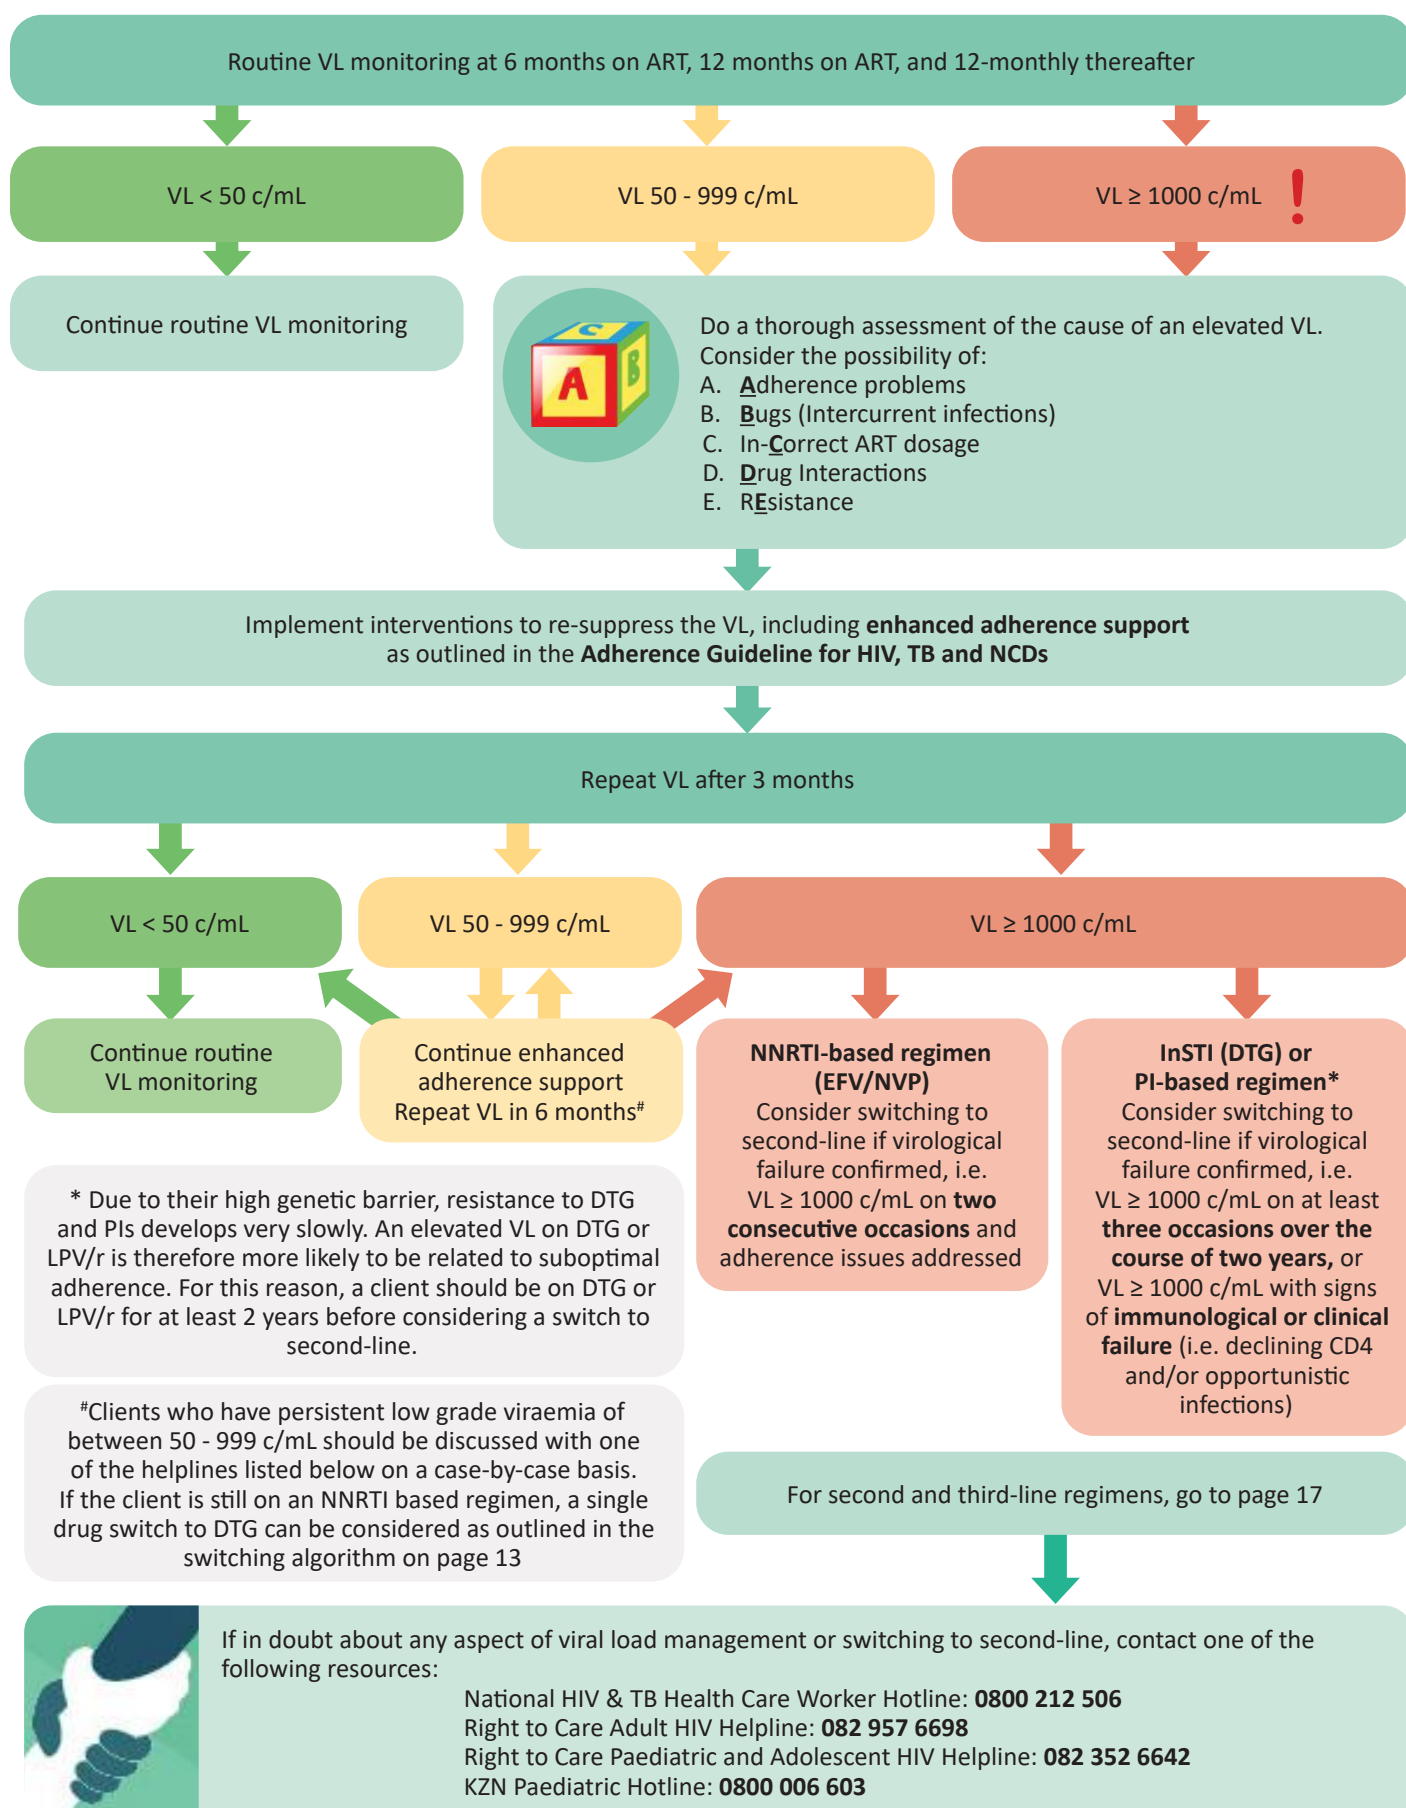 Routine VL monitoring at 6 months on ART, 12 months on ART, and 12-monthly thereafter
VL < 50 c/mL
VL 50 - 999 c/mL
VL ≥ 1000 c/mL !
Continue routine VL monitoring
C
A
B
Do a thorough assessment of the cause of an elevated VL.
Consider the possibility of:
A. Adherence problems
B. Bugs (Intercurrent infections)
C. In-Correct ART dosage
D. Drug Interactions
E. REsistance
Implement interventions to re-suppress the VL, including enhanced adherence support
as outlined in the Adherence Guideline for HIV, TB and NCDs
Repeat VL after 3 months
VL < 50 c/mL
VL 50 - 999 c/mL
VL ≥ 1000 c/mL
Continue routine
VL monitoring
Continue enhanced
adherence support
Repeat VL in 6 months#
NNRTI-based regimen
(EFV/NVP)
Consider switching to
second-line if virological
failure confirmed, i.e.
VL ≥ 1000 c/mL on two
consecutive occasions and
adherence issues addressed
InSTI (DTG) or
PI-based regimen*
Consider switching to
second-line if virological
failure confirmed, i.e.
VL ≥ 1000 c/mL on at least
three occasions over the
course of two years, or
VL ≥ 1000 c/mL with signs
of immunological or clinical
failure (i.e. declining CD4
and/or opportunistic
infections)
* Due to their high genetic barrier, resistance to DTG
and PIs develops very slowly. An elevated VL on DTG or
LPV/r is therefore more likely to be related to suboptimal
adherence. For this reason, a client should be on DTG or
LPV/r for at least 2 years before considering a switch to
second-line.
#Clients who have persistent low grade viraemia of
between 50 - 999 c/mL should be discussed with one
of the helplines listed below on a case-by-case basis.
If the client is still on an NNRTI based regimen, a single
drug switch to DTG can be considered as outlined in the
switching algorithm on page 13
For second and third-line regimens, go to page 17
If in doubt about any aspect of viral load management or switching to second-line, contact one of the
following resources:
National HIV & TB Health Care Worker Hotline: 0800 212 506
Right to Care Adult HIV Helpline: 082 957 6698
Right to Care Paediatric and Adolescent HIV Helpline: 082 352 6642
KZN Paediatric Hotline: 0800 006 603